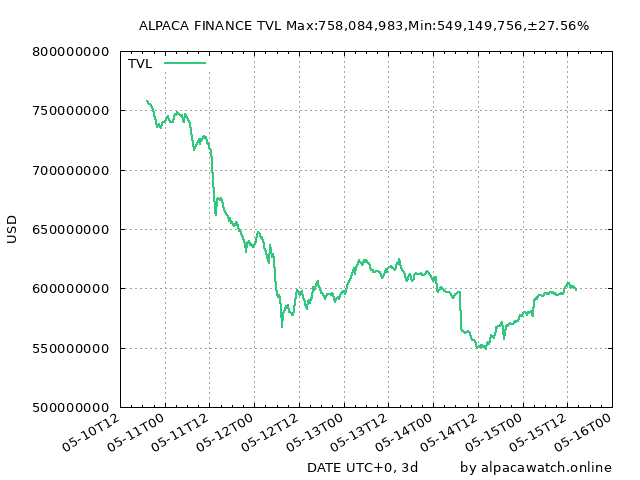 ALPACA FINANCE TVL Max:758,084,983,Min:549,149,756,±27.56%
800000000
TVL
750000000
700000000
650000000
USD
600000000
550000000
500000000
05-10T12
05-11T00
05-11T12
05-12T00
05-12T12
05-13T00
05-13T12
05-14T00
05-14T12
05-15T00
05-15T12
05-16T00
DATE UTC+0, 3d
by alpacawatch.online